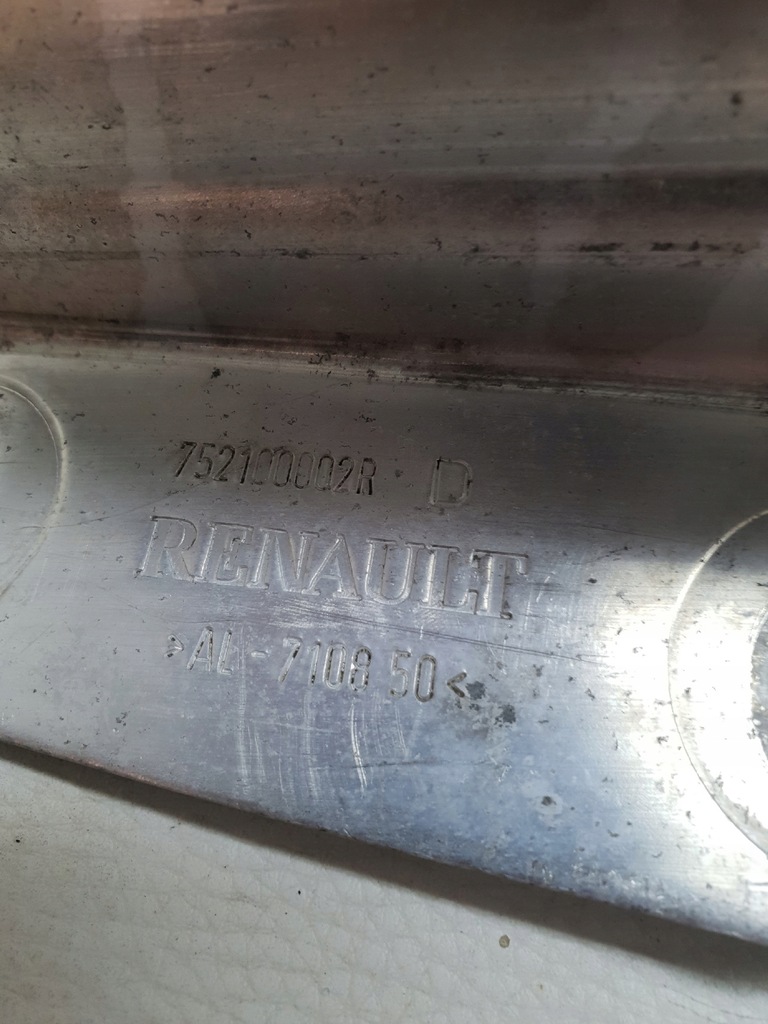 752100002R D
RENAULT
>AL-7108 50<